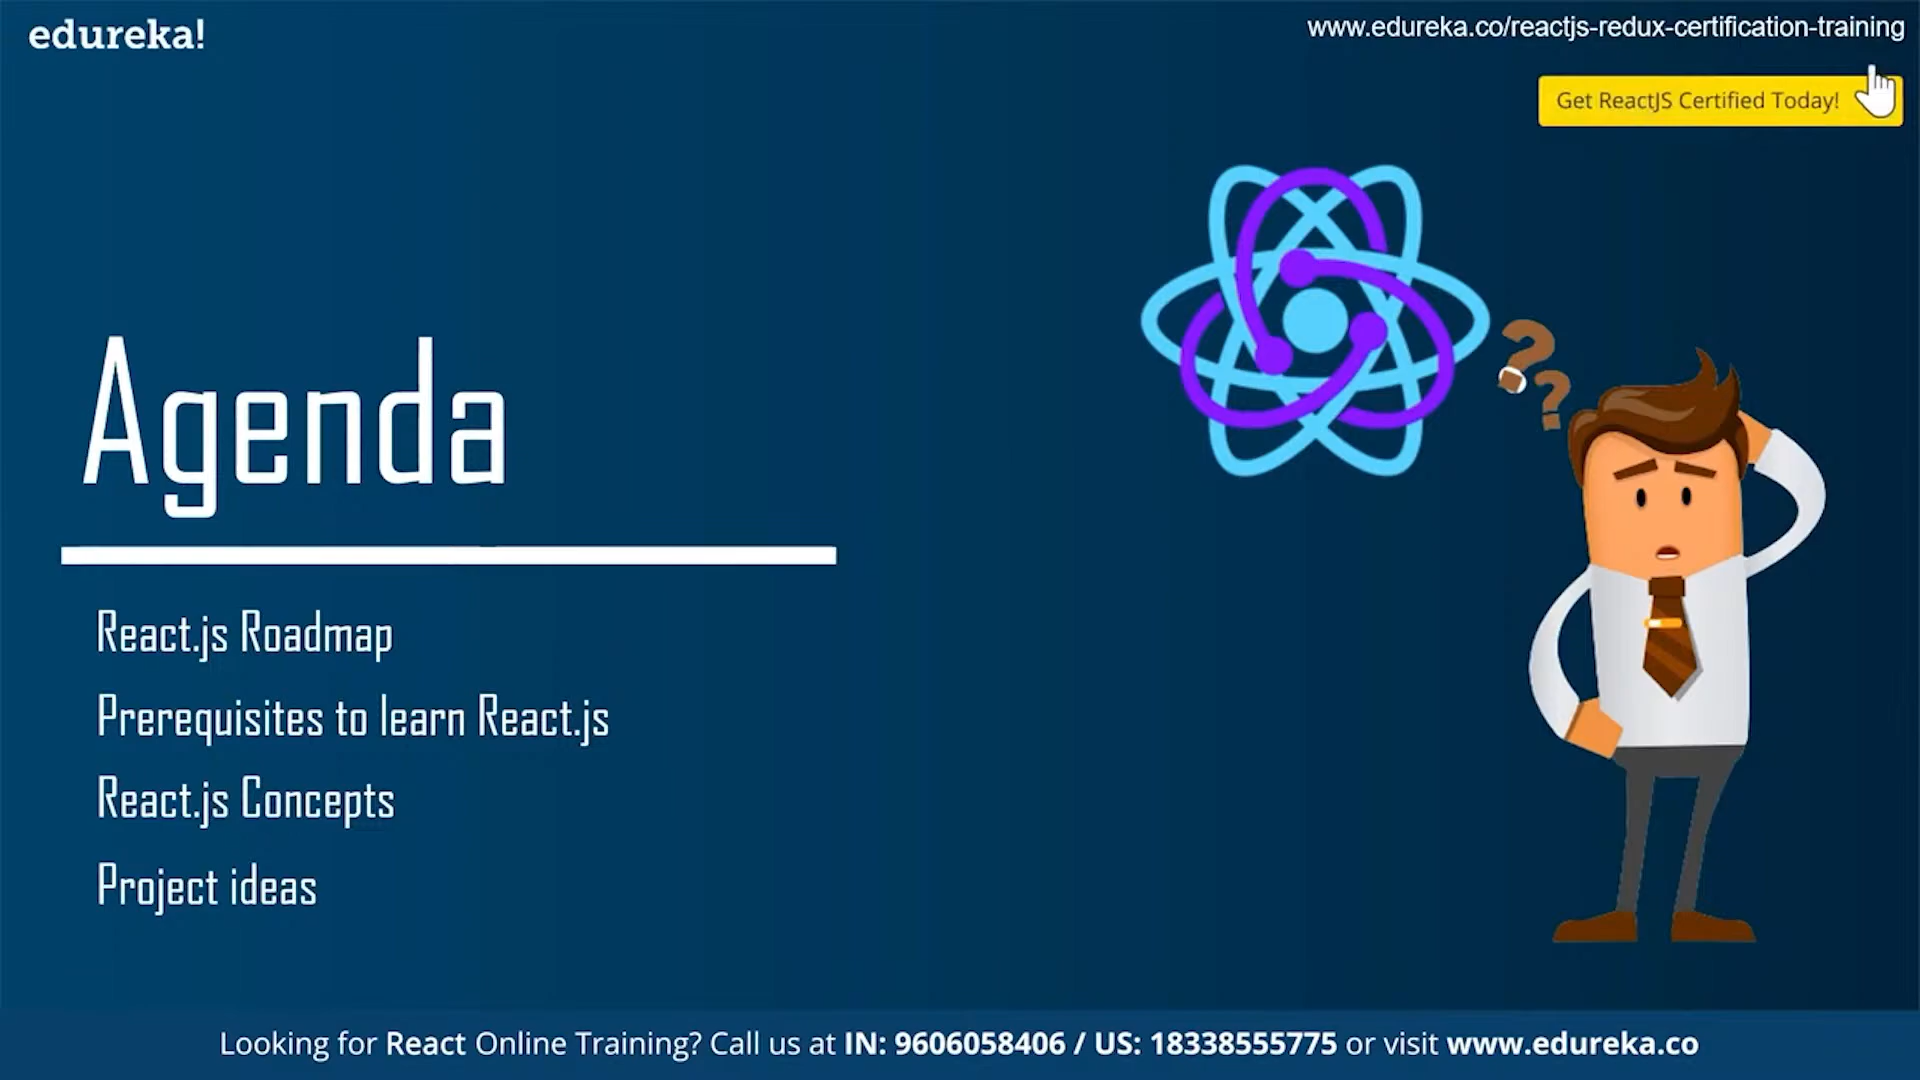 edureka!
www.edureka.co/reactjs-redux-certification-training
Get ReactJS Certified Today!
Agenda
React.js Roadmap
Prerequisites to learn React.js
React.js Concepts
Project ideas
??
Looking for React Online Training? Call us at IN: 9606058406 / US: 18338555775 or visit www.edureka.co